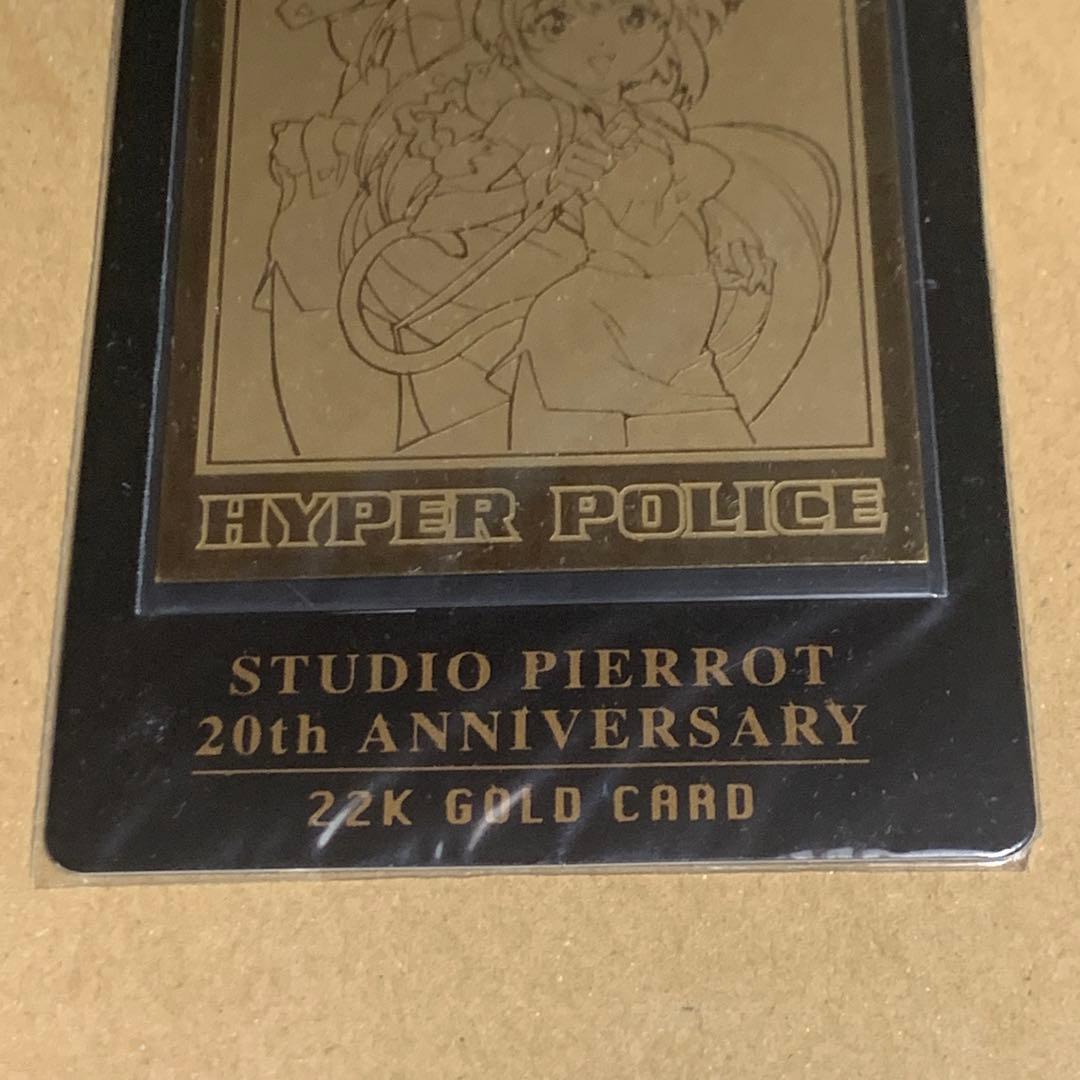 HYPER POLICE
STUDIO PIERROT
20th ANNIVERSARY
22K GOLD CARD